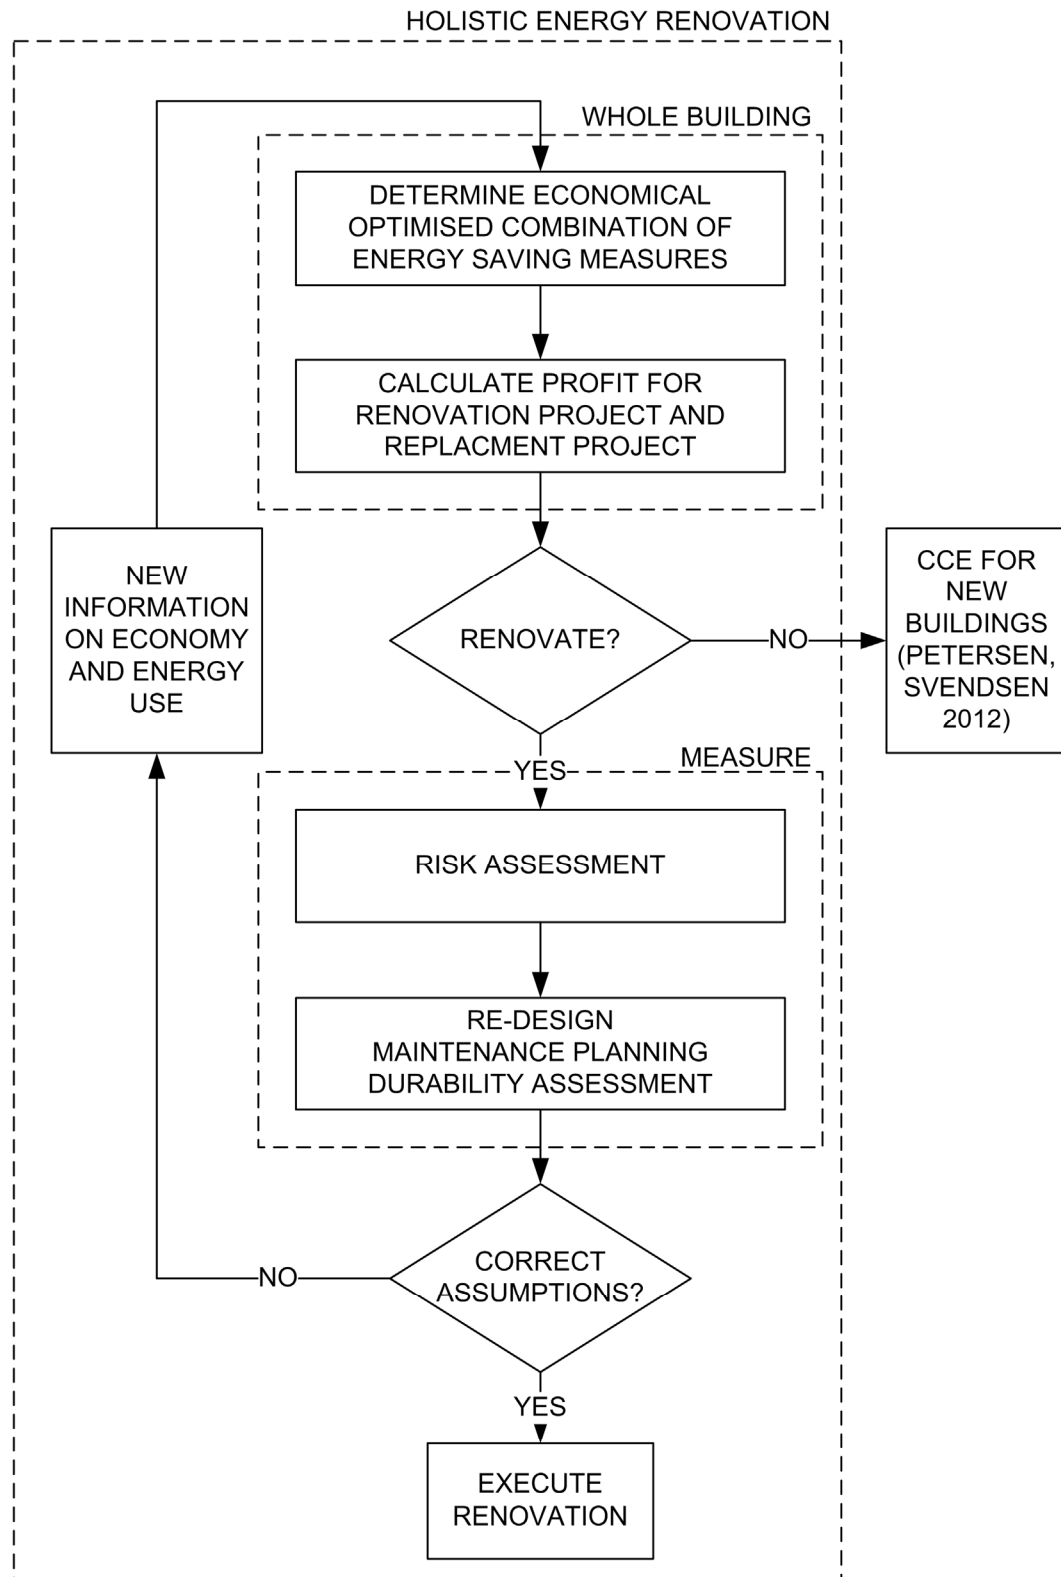 HOLISTIC ENERGY RENOVATION
WHOLE BUILDING
DETERMINE ECONOMICAL
OPTIMISED COMBINATION OF
ENERGY SAVING MEASURES
CALCULATE PROFIT FOR
RENOVATION PROJECT AND
REPLACMENT PROJECT
NEW
INFORMATION
ON ECONOMY
AND ENERGY
USE
RENOVATE?
NO
CCE FOR
NEW
BUILDINGS
(PETERSEN,
SVENDSEN
2012)
YES
MEASURE
RISK ASSESSMENT
RE-DESIGN
MAINTENANCE PLANNING
DURABILITY ASSESSMENT
CORRECT
ASSUMPTIONS?
NO
YES
EXECUTE
RENOVATION